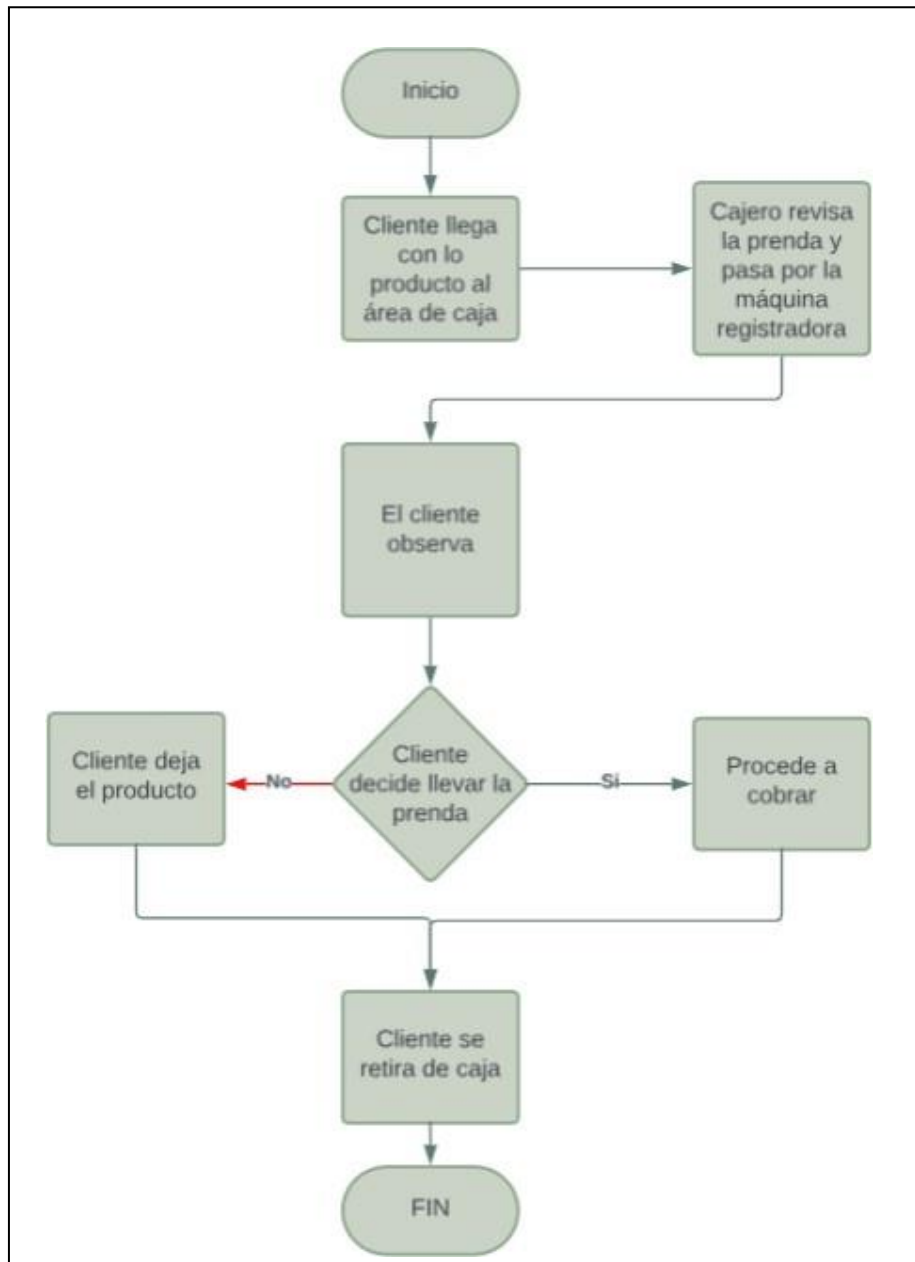 Inicio
Cliente llega
con lo
producto al
área de caja
Cajero revisa
la prenda y
pasa por la
máquina
registradora
El cliente
observa
Cliente
decide llevar la
prenda
No
Sí
Cliente deja
el producto
Procede a
cobrar
Cliente se
retira de caja
FIN